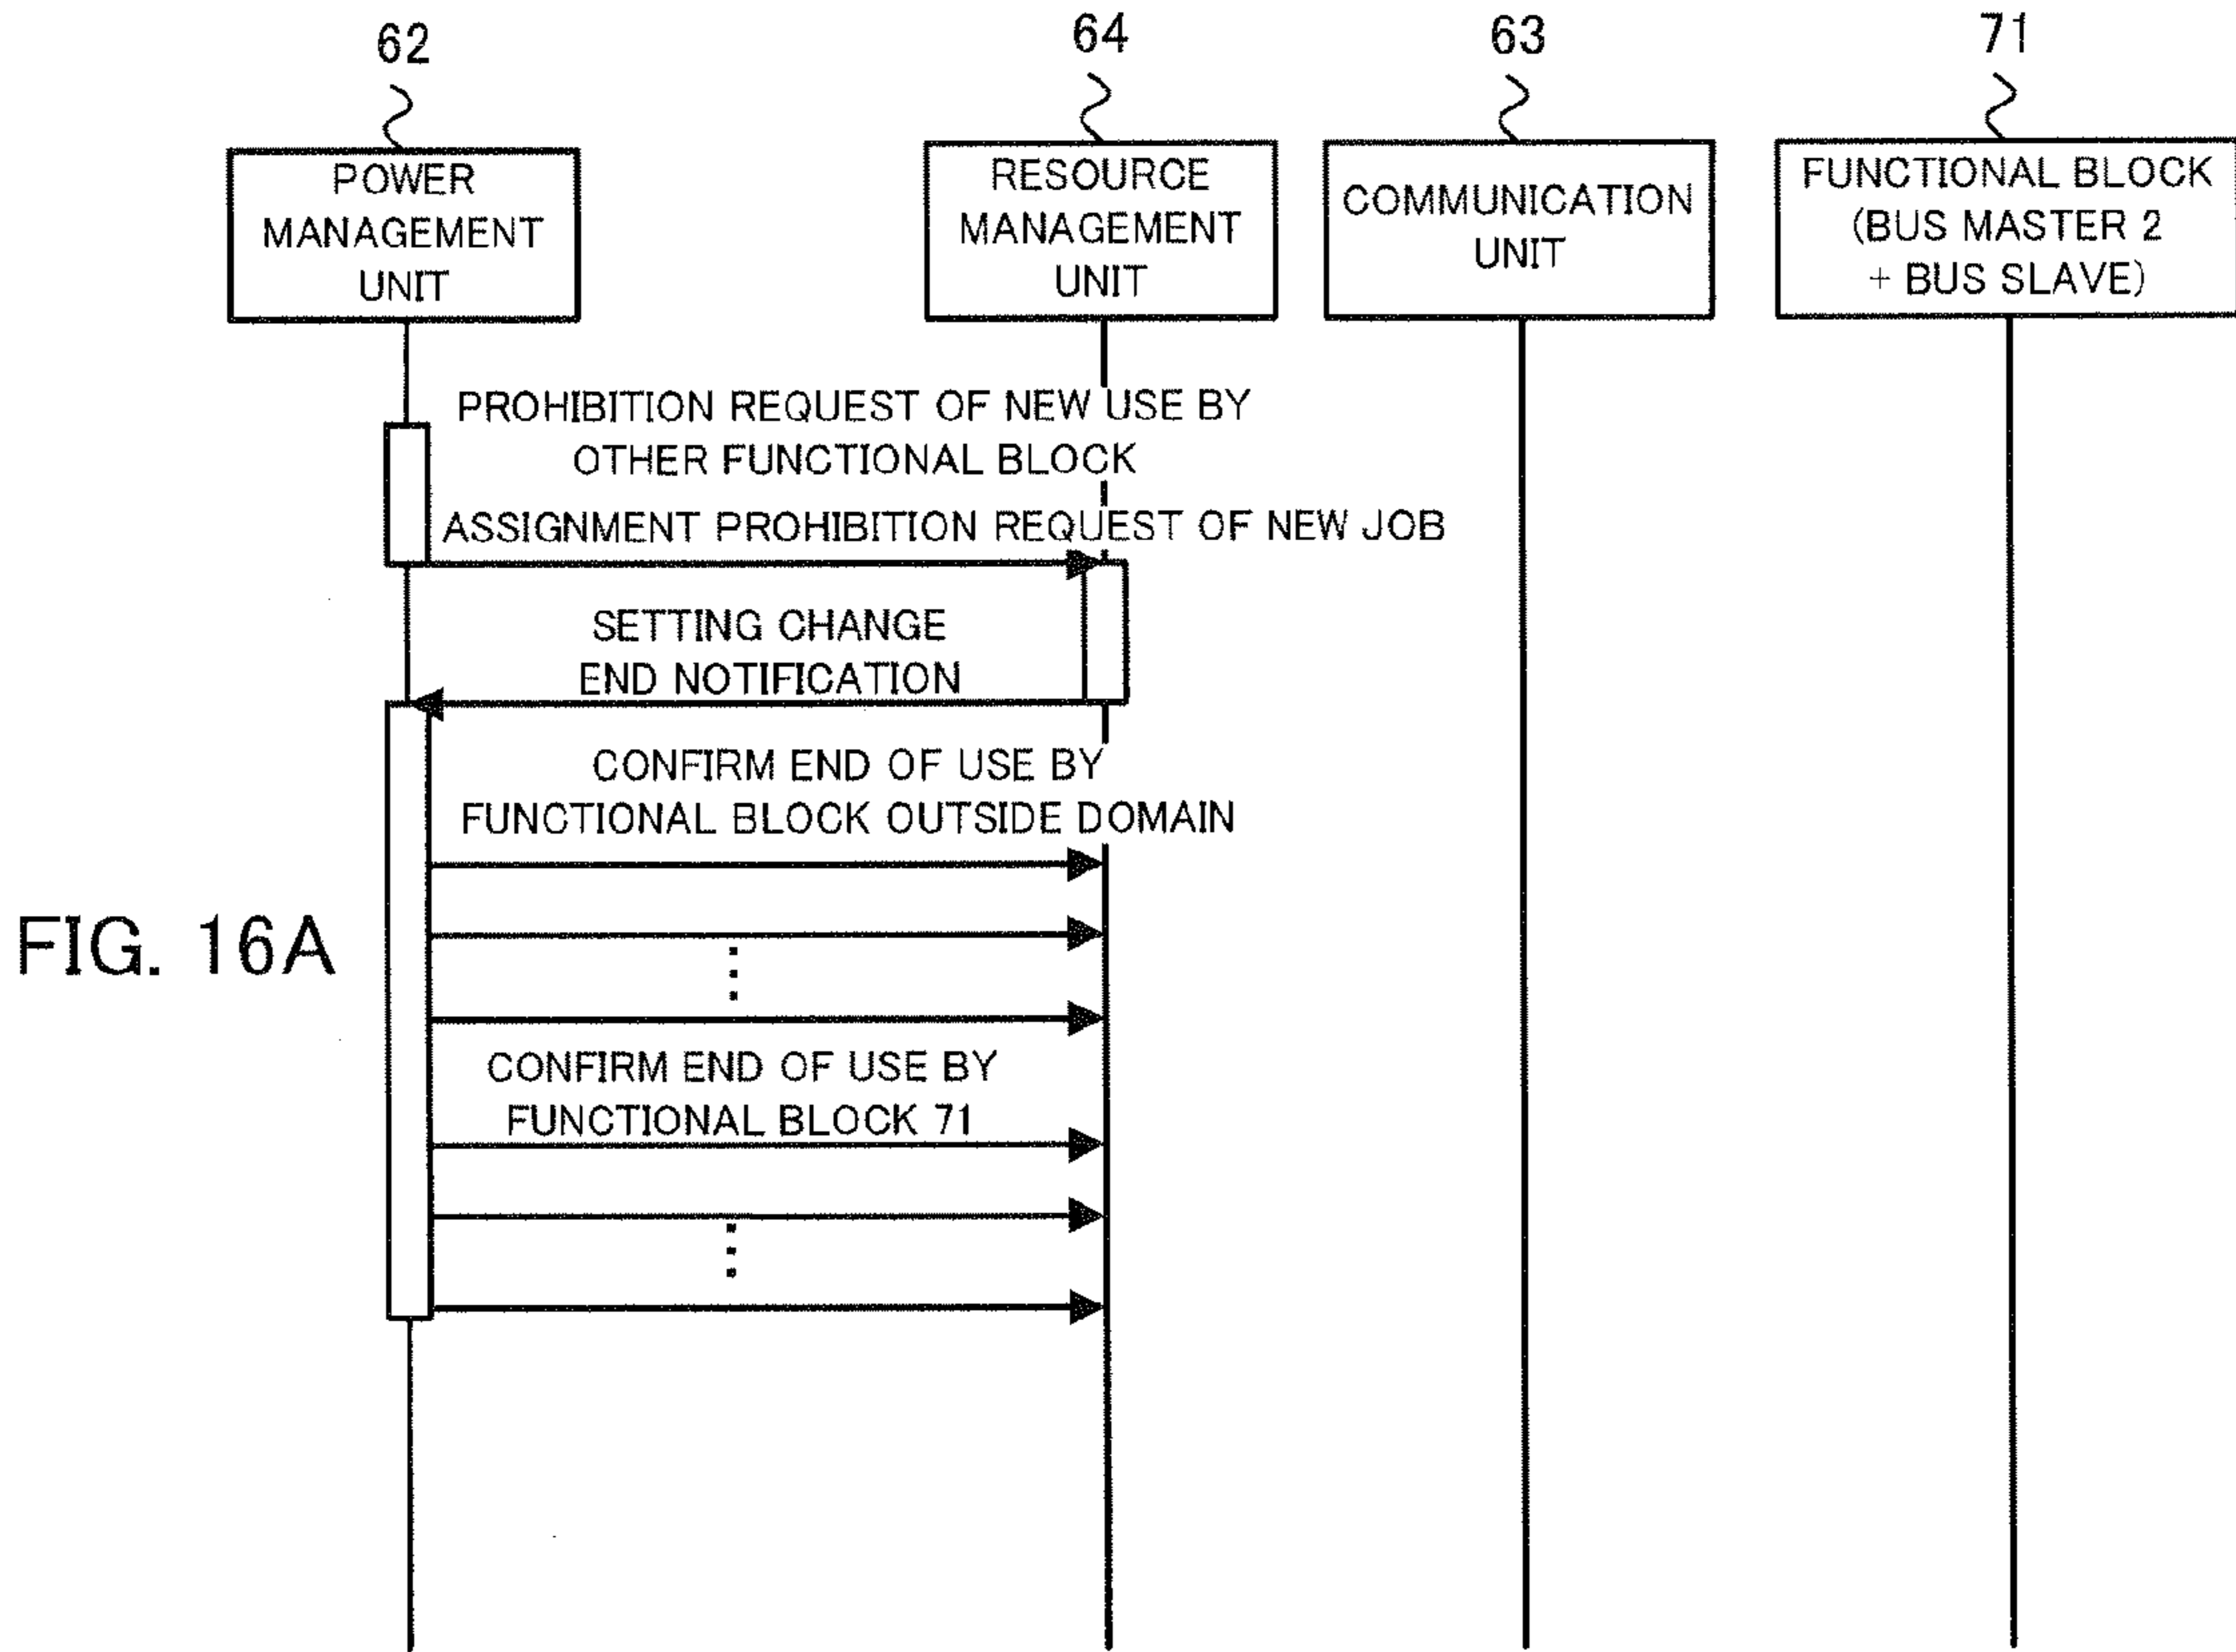 62
64
63
71
POWER
MANAGEMENT
UNIT
RESOURCE
MANAGEMENT
UNIT
COMMUNICATION
UNIT
FUNCTIONAL BLOCK
(BUS MASTER 2
+ BUS SLAVE)
PROHIBITION REQUEST OF NEW USE BY
OTHER FUNCTIONAL BLOCK
ASSIGNMENT PROHIBITION REQUEST OF NEW JOB
SETTING CHANGE
END NOTIFICATION
CONFIRM END OF USE BY
FUNCTIONAL BLOCK OUTSIDE DOMAIN
FIG. 16A
CONFIRM END OF USE BY
FUNCTIONAL BLOCK 71